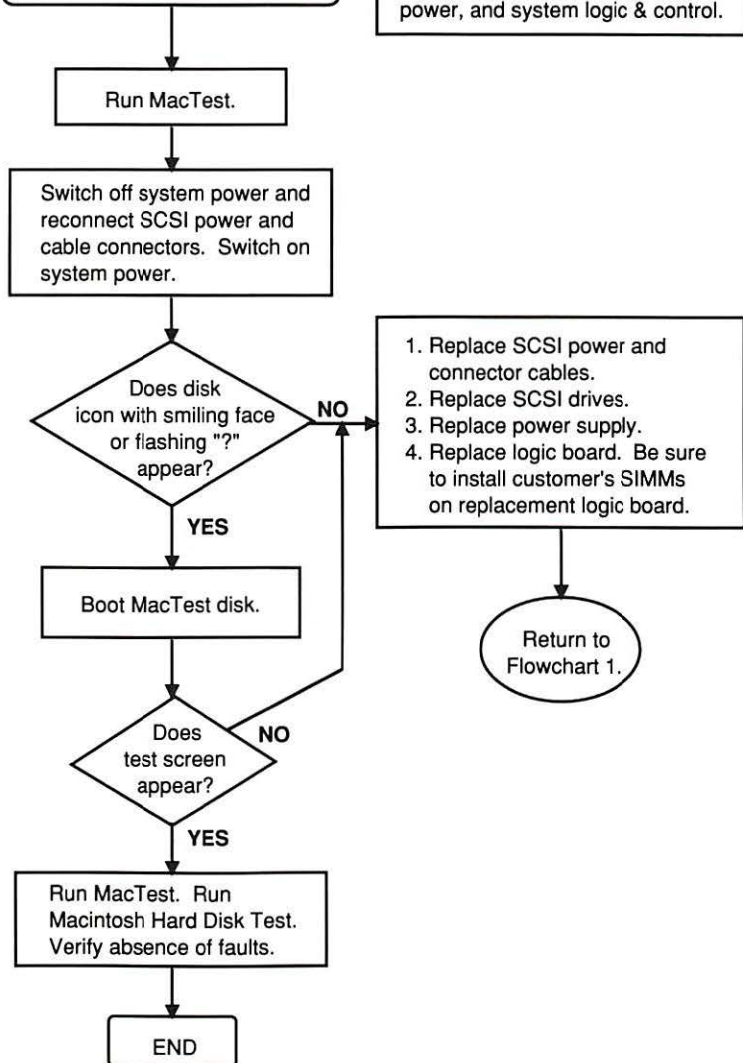 power, and system logic & control.
Run MacTest.
Switch off system power and
reconnect SCSI power and
cable connectors.  Switch on
system power.
Does disk
icon with smiling face
or flashing "?"
appear?
NO
1. Replace SCSI power and
connector cables.
2. Replace SCSI drives.
3. Replace power supply.
4. Replace logic board.  Be sure
to install customer's SIMMs
on replacement logic board.
YES
Boot MacTest disk.
Return to
Flowchart 1.
Does
test screen
appear?
NO
YES
Run MacTest.  Run
Macintosh Hard Disk Test.
Verify absence of faults.
END